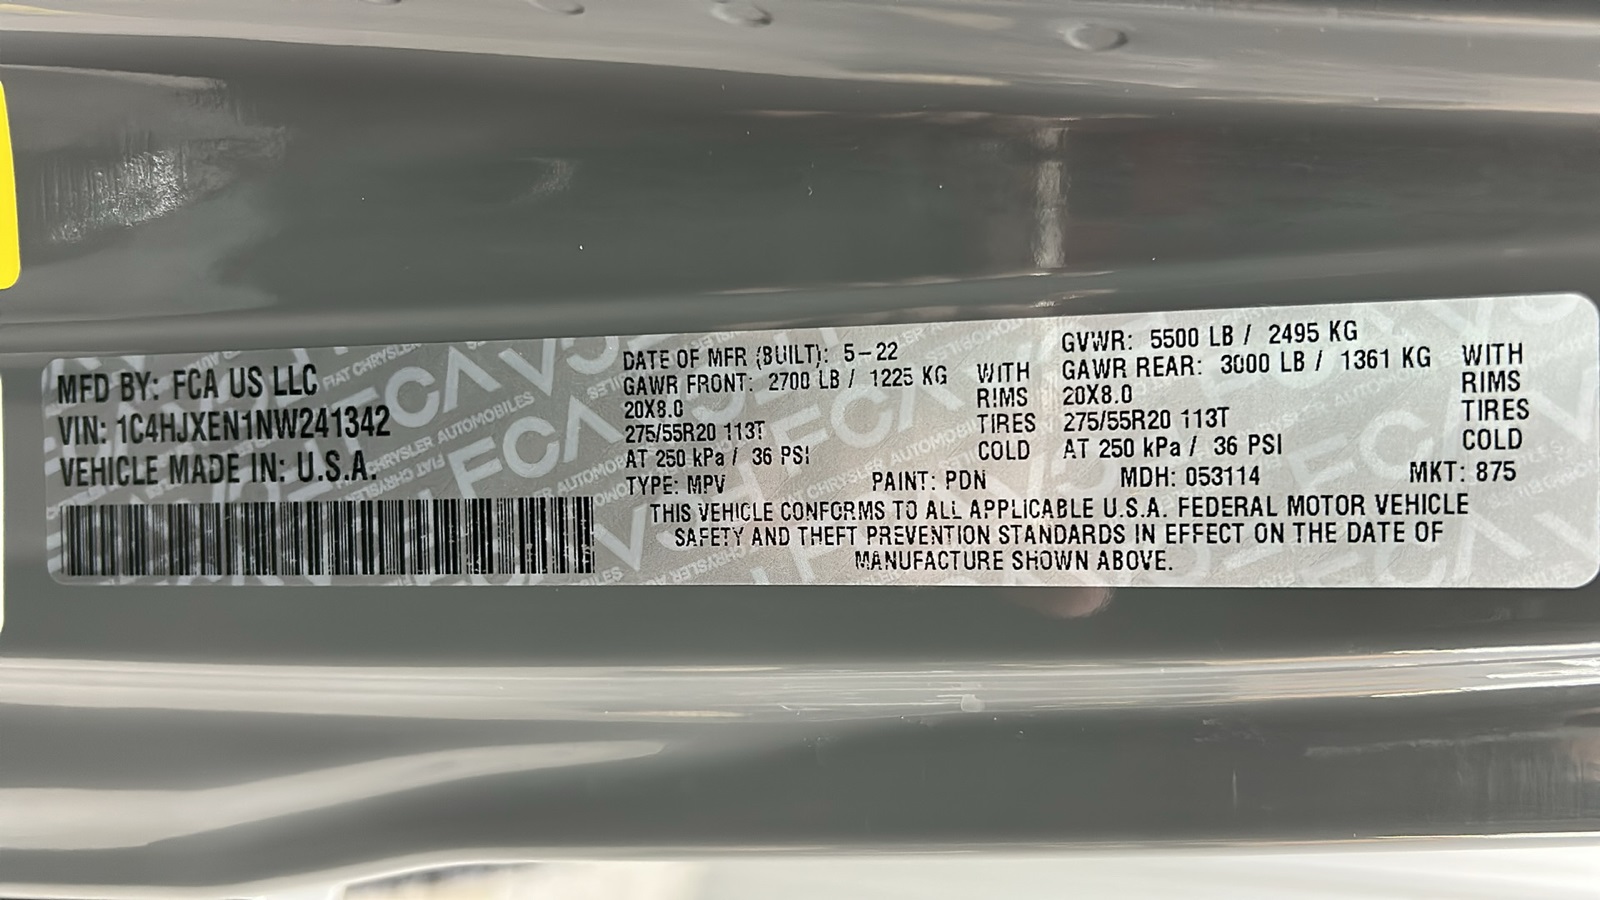 MFD BY: FCA US LLC
VIN: 1C4HJXEN1NW241342
VEHICLE MADE IN: U.S.A.
DATE OF MFR (BUILT): 5-22
GAWR FRONT: 2700 LB / 1225 KG WITH
20X8.0 RIMS
275/55R20 113T TIRES
AT 250 kPa / 36 PSI COLD
GVWR: 5500 LB / 2495 KG
GAWR REAR: 3000 LB / 1361 KG WITH
20X8.0 RIMS
275/55R20 113T TIRES
AT 250 kPa / 36 PSI COLD
TYPE: MPV PAINT: PDN MDH: 053114 MKT: 875
THIS VEHICLE CONFORMS TO ALL APPLICABLE U.S.A. FEDERAL MOTOR VEHICLE
SAFETY AND THEFT PREVENTION STANDARDS IN EFFECT ON THE DATE OF
MANUFACTURE SHOWN ABOVE.